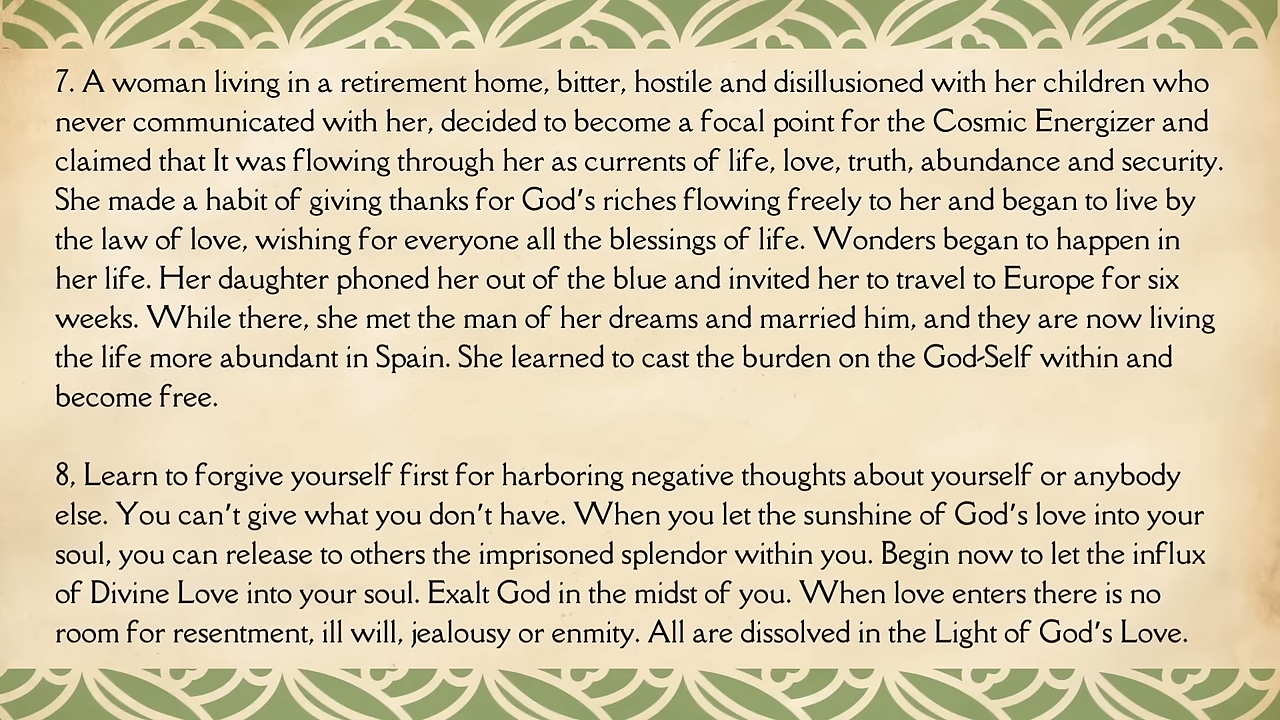 7. A woman living in a retirement home, bitter, hostile and disillusioned with her children who
never communicated with her, decided to become a focal point for the Cosmic Energizer and
claimed that It was flowing through her as currents of life, love, truth, abundance and security.
She made a habit of giving thanks for God's riches flowing freely to her and began to live by
the law of love, wishing for everyone all the blessings of life. Wonders began to happen in
her life. Her daughter phoned her out of the blue and invited her to travel to Europe for six
weeks. While there, she met the man of her dreams and married him, and they are now living
the life more abundant in Spain. She learned to cast the burden on the God-Self within and
become free.
8, Learn to forgive yourself first for harboring negative thoughts about yourself or anybody
else. You can't give what you don't have. When you let the sunshine of God's love into your
soul, you can release to others the imprisoned splendor within you. Begin now to let the influx
of Divine Love into your soul. Exalt God in the midst of you. When love enters there is no
room for resentment, ill will, jealousy or enmity. All are dissolved in the Light of God's Love.